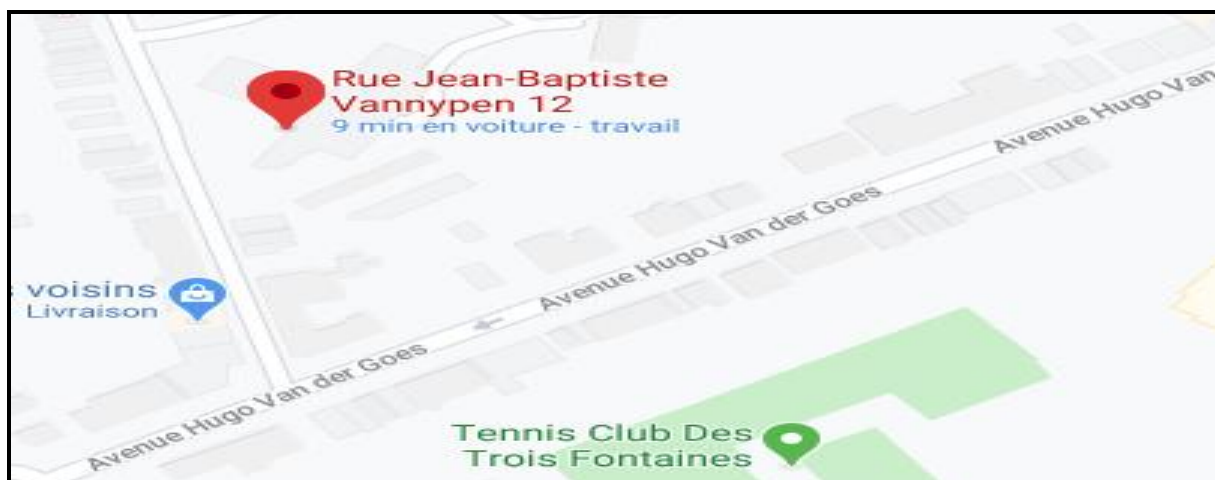 Rue Jean-Baptiste
Vannypen 12
9 min en voiture - travail
Avenue Hugo Van
Avenue Hugo Van der Goes
voisins
Livraison
Avenue Hugo Van der Goes
Tennis Club Des
Trois Fontaines